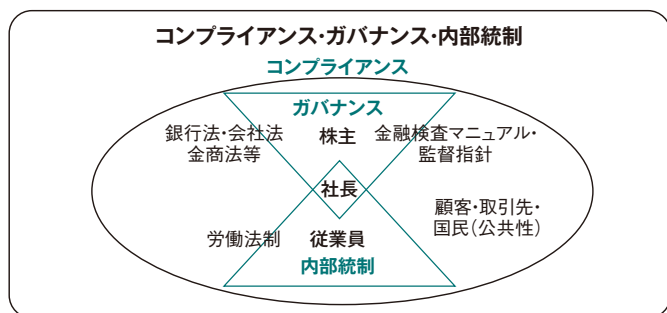 コンプライアンス・ガバナンス・内部統制
コンプライアンス
ガバナンス
銀行法・会社法
金商法等
株主
金融検査マニュアル・
監督指針
社長
顧客・取引先・
国民(公共性)
労働法制
従業員
内部統制